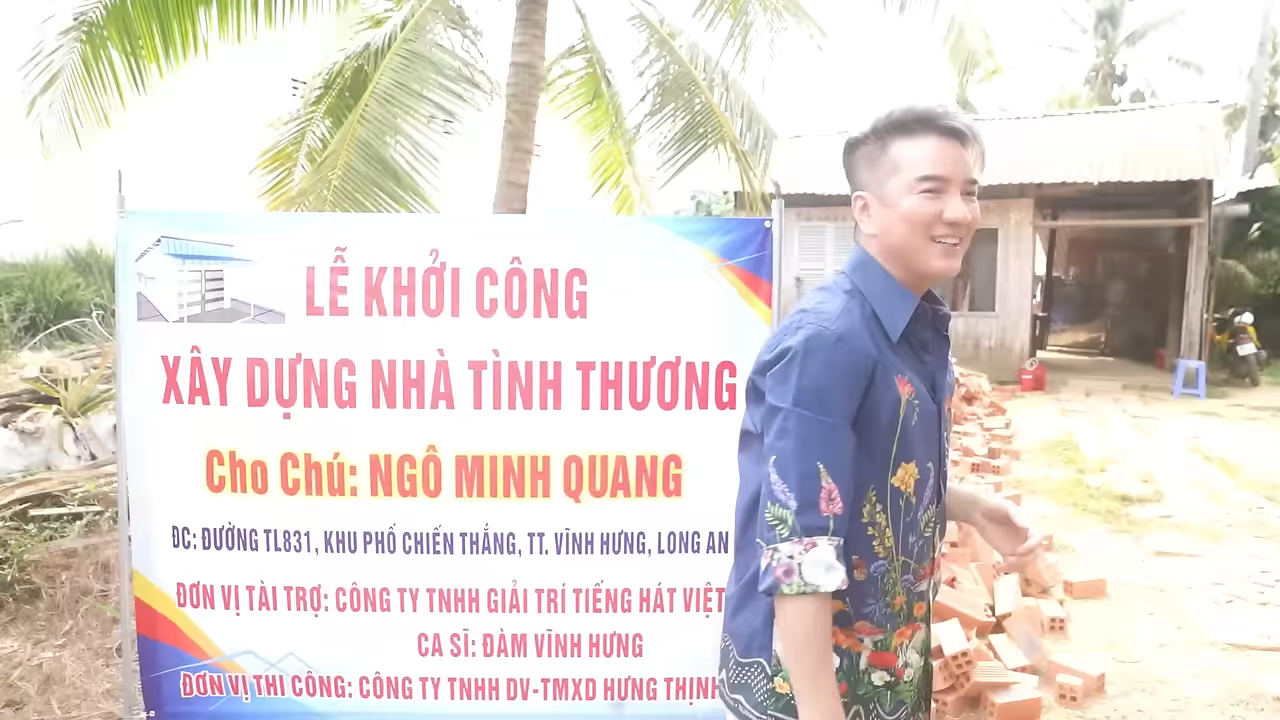 LỄ KHỞI CÔNG
XÂY DỰNG NHÀ TÌNH THƯƠNG
Cho Chú: NGÔ MINH QUANG
ĐC: ĐƯỜNG TL831, KHU PHỐ CHIẾN THẮNG, TT. VĨNH HƯNG, LONG AN
ĐƠN VỊ TÀI TRỢ: CÔNG TY TNHH GIẢI TRÍ TIẾNG HÁT VIỆT
CA SĨ: ĐÀM VĨNH HƯNG
ĐƠN VỊ THI CÔNG: CÔNG TY TNHH DV-TMXD HƯNG THỊNH